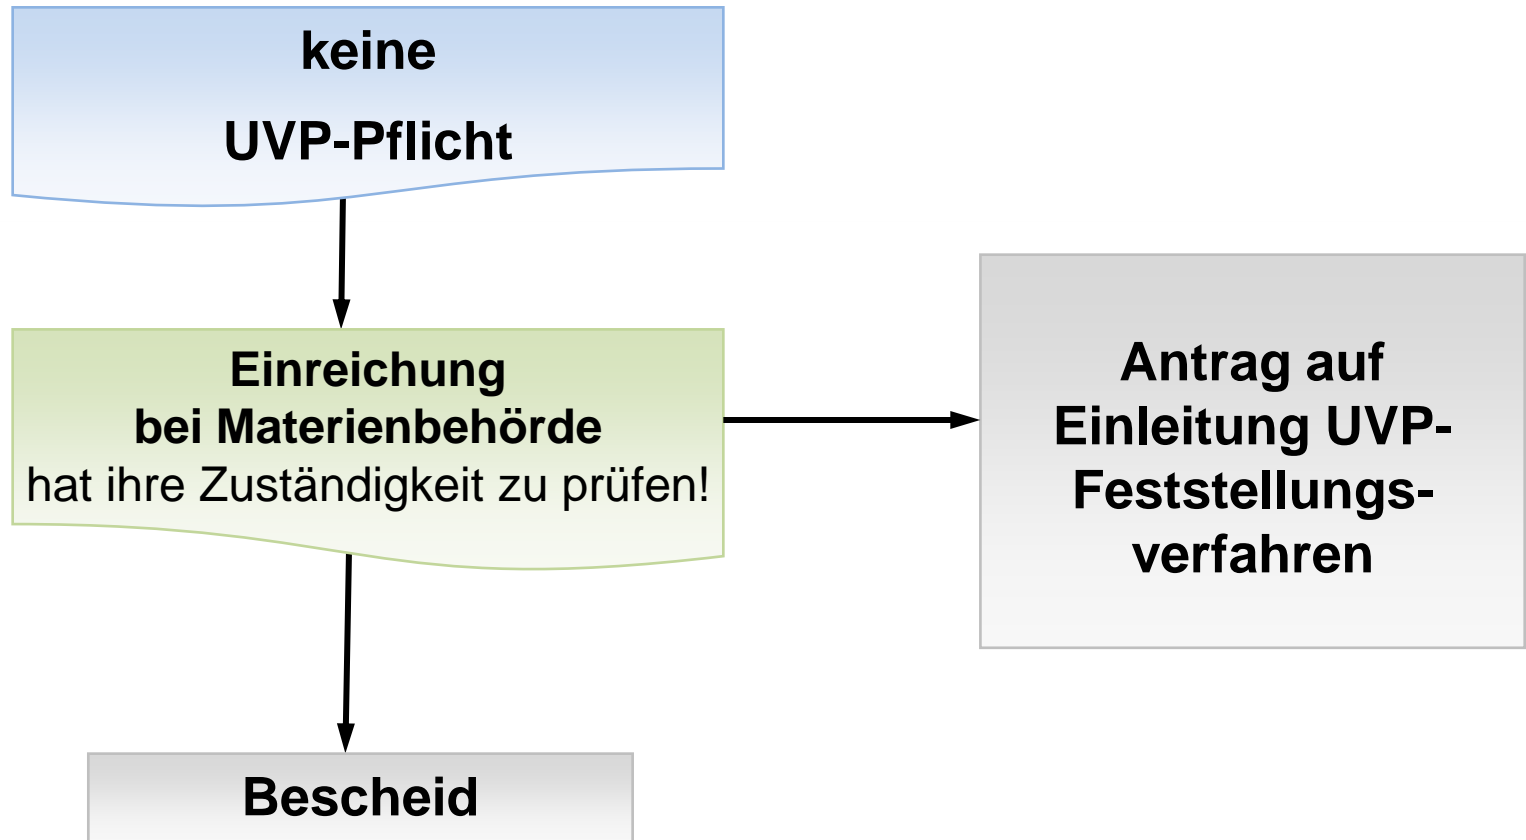 keine
UVP-Pflicht
Einreichung
bei Materienbehörde
hat ihre Zuständigkeit zu prüfen!
Antrag auf
Einleitung UVP-
Feststellungs-
verfahren
Bescheid